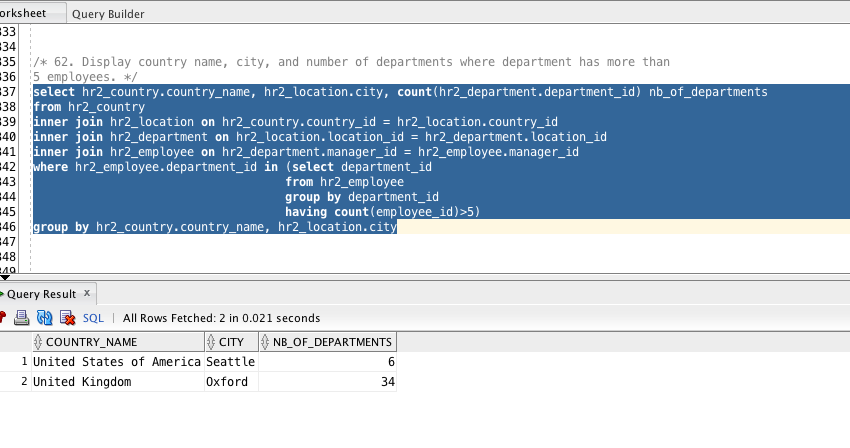 orksheet Query Builder
333
334
335 /* 62. Display country name, city, and number of departments where department has more than
336 5 employees. */
337 select hr2_country.country_name, hr2_location.city, count(hr2_department.department_id) nb_of_departments
338 from hr2_country
339 inner join hr2_location on hr2_country.country_id = hr2_location.country_id
340 inner join hr2_department on hr2_location.location_id = hr2_department.location_id
341 inner join hr2_employee on hr2_department.manager_id = hr2_employee.manager_id
342 where hr2_employee.department_id in (select department_id
343 from hr2_employee
344 group by department_id
345 having count(employee_id)>5)
346 group by hr2_country.country_name, hr2_location.city
347
348
349
Query Result x
SQL | All Rows Fetched: 2 in 0.021 seconds
COUNTRY_NAME CITY NB_OF_DEPARTMENTS
1 United States of America Seattle 6
2 United Kingdom Oxford 34